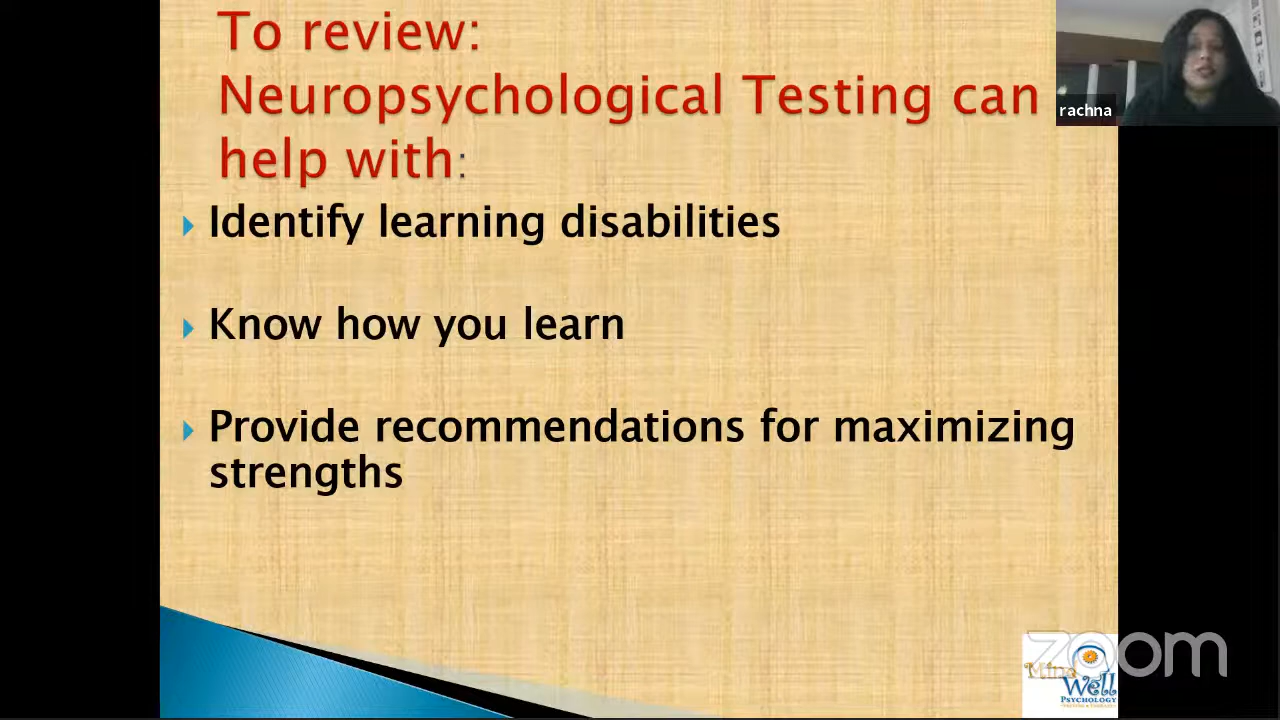 To review:
Neuropsychological Testing can
help with:
rachna
Identify learning disabilities
Know how you learn
Provide recommendations for maximizing
strengths
zoom
Mind
Well
PSYCHOLOGY